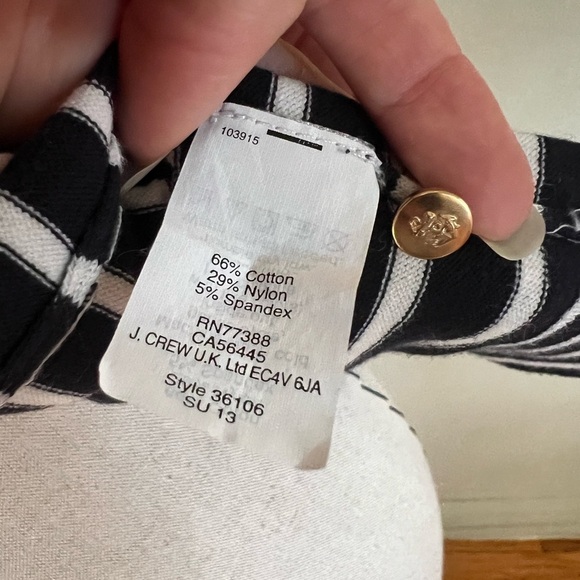 103915
66% Cotton
29% Nylon
5% Spandex
RN77388
CA56445
J. CREW U.K. Ltd EC4V 6JA
Style 36106
SU 13